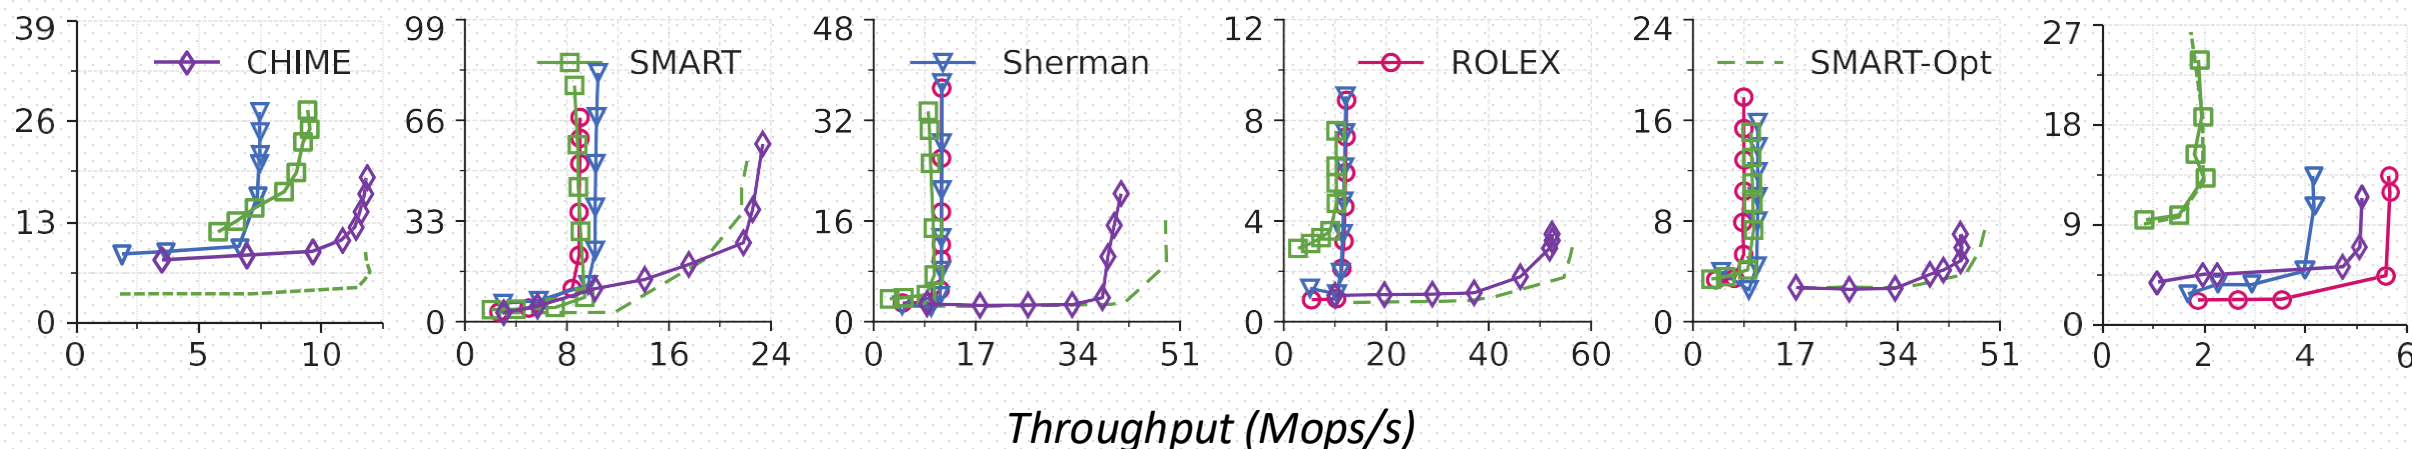 39 99 48 12 24 27
CHIME SMART Sherman ROLEX SMART-Opt
26 66 32 8 16 18
13 33 16 4 8 9
0 0 0 0 0 0
0 5 10 0 8 16 24 0 17 34 51 0 20 40 60 0 17 34 51 0 2 4 6
Throughput (Mops/s)